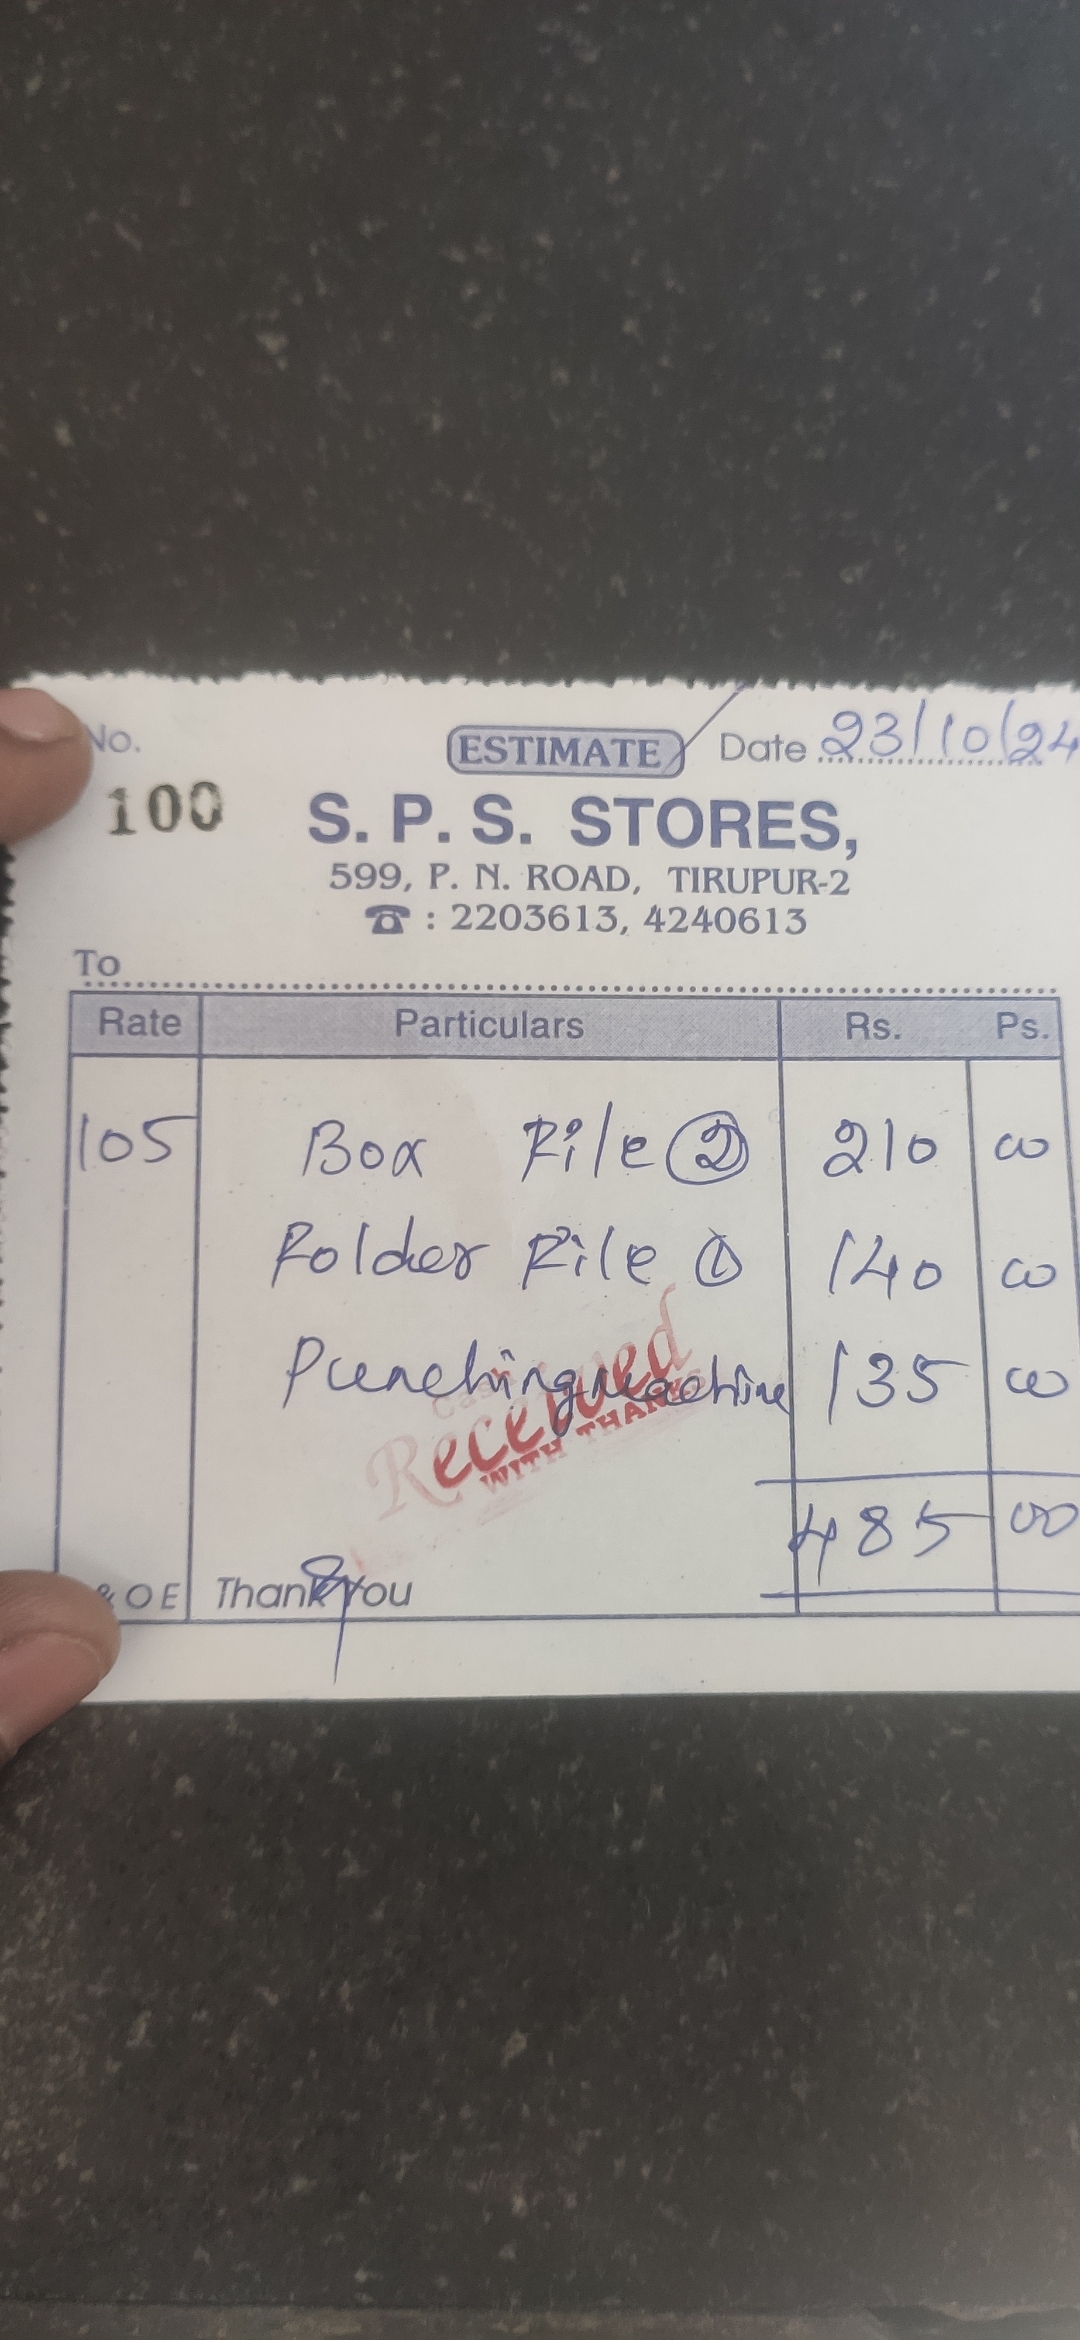 No. ESTIMATE Date 23/10/24
100 S. P. S. STORES,
599, P. N. ROAD, TIRUPUR-2
☎ : 2203613, 4240613
To
Rate Particulars Rs. Ps.
105 Box File ② 210 00
Folder File ① 140 00
Punching machine 135 00
Cash
Received
WITH THANKS
485 00
& O E Thank You